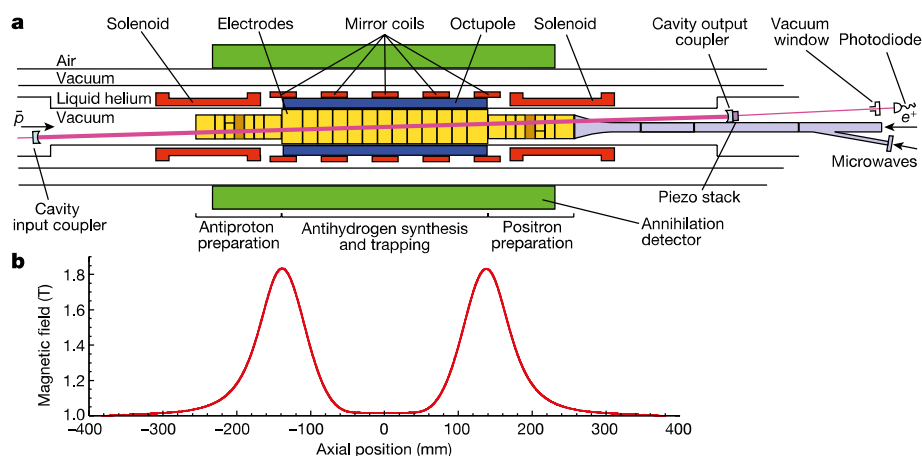 a
Solenoid
Electrodes
Mirror coils
Octupole
Solenoid
Cavity output
coupler
Vacuum
window
Photodiode
Air
Vacuum
Liquid helium
Vacuum
p̄
e⁺
Microwaves
Cavity
input coupler
Piezo stack
Annihilation
detector
Antiproton
preparation
Antihydrogen synthesis
and trapping
Positron
preparation
b
Magnetic field (T)
1.8
1.6
1.4
1.2
1.0
−400
−300
−200
−100
0
100
200
300
400
Axial position (mm)